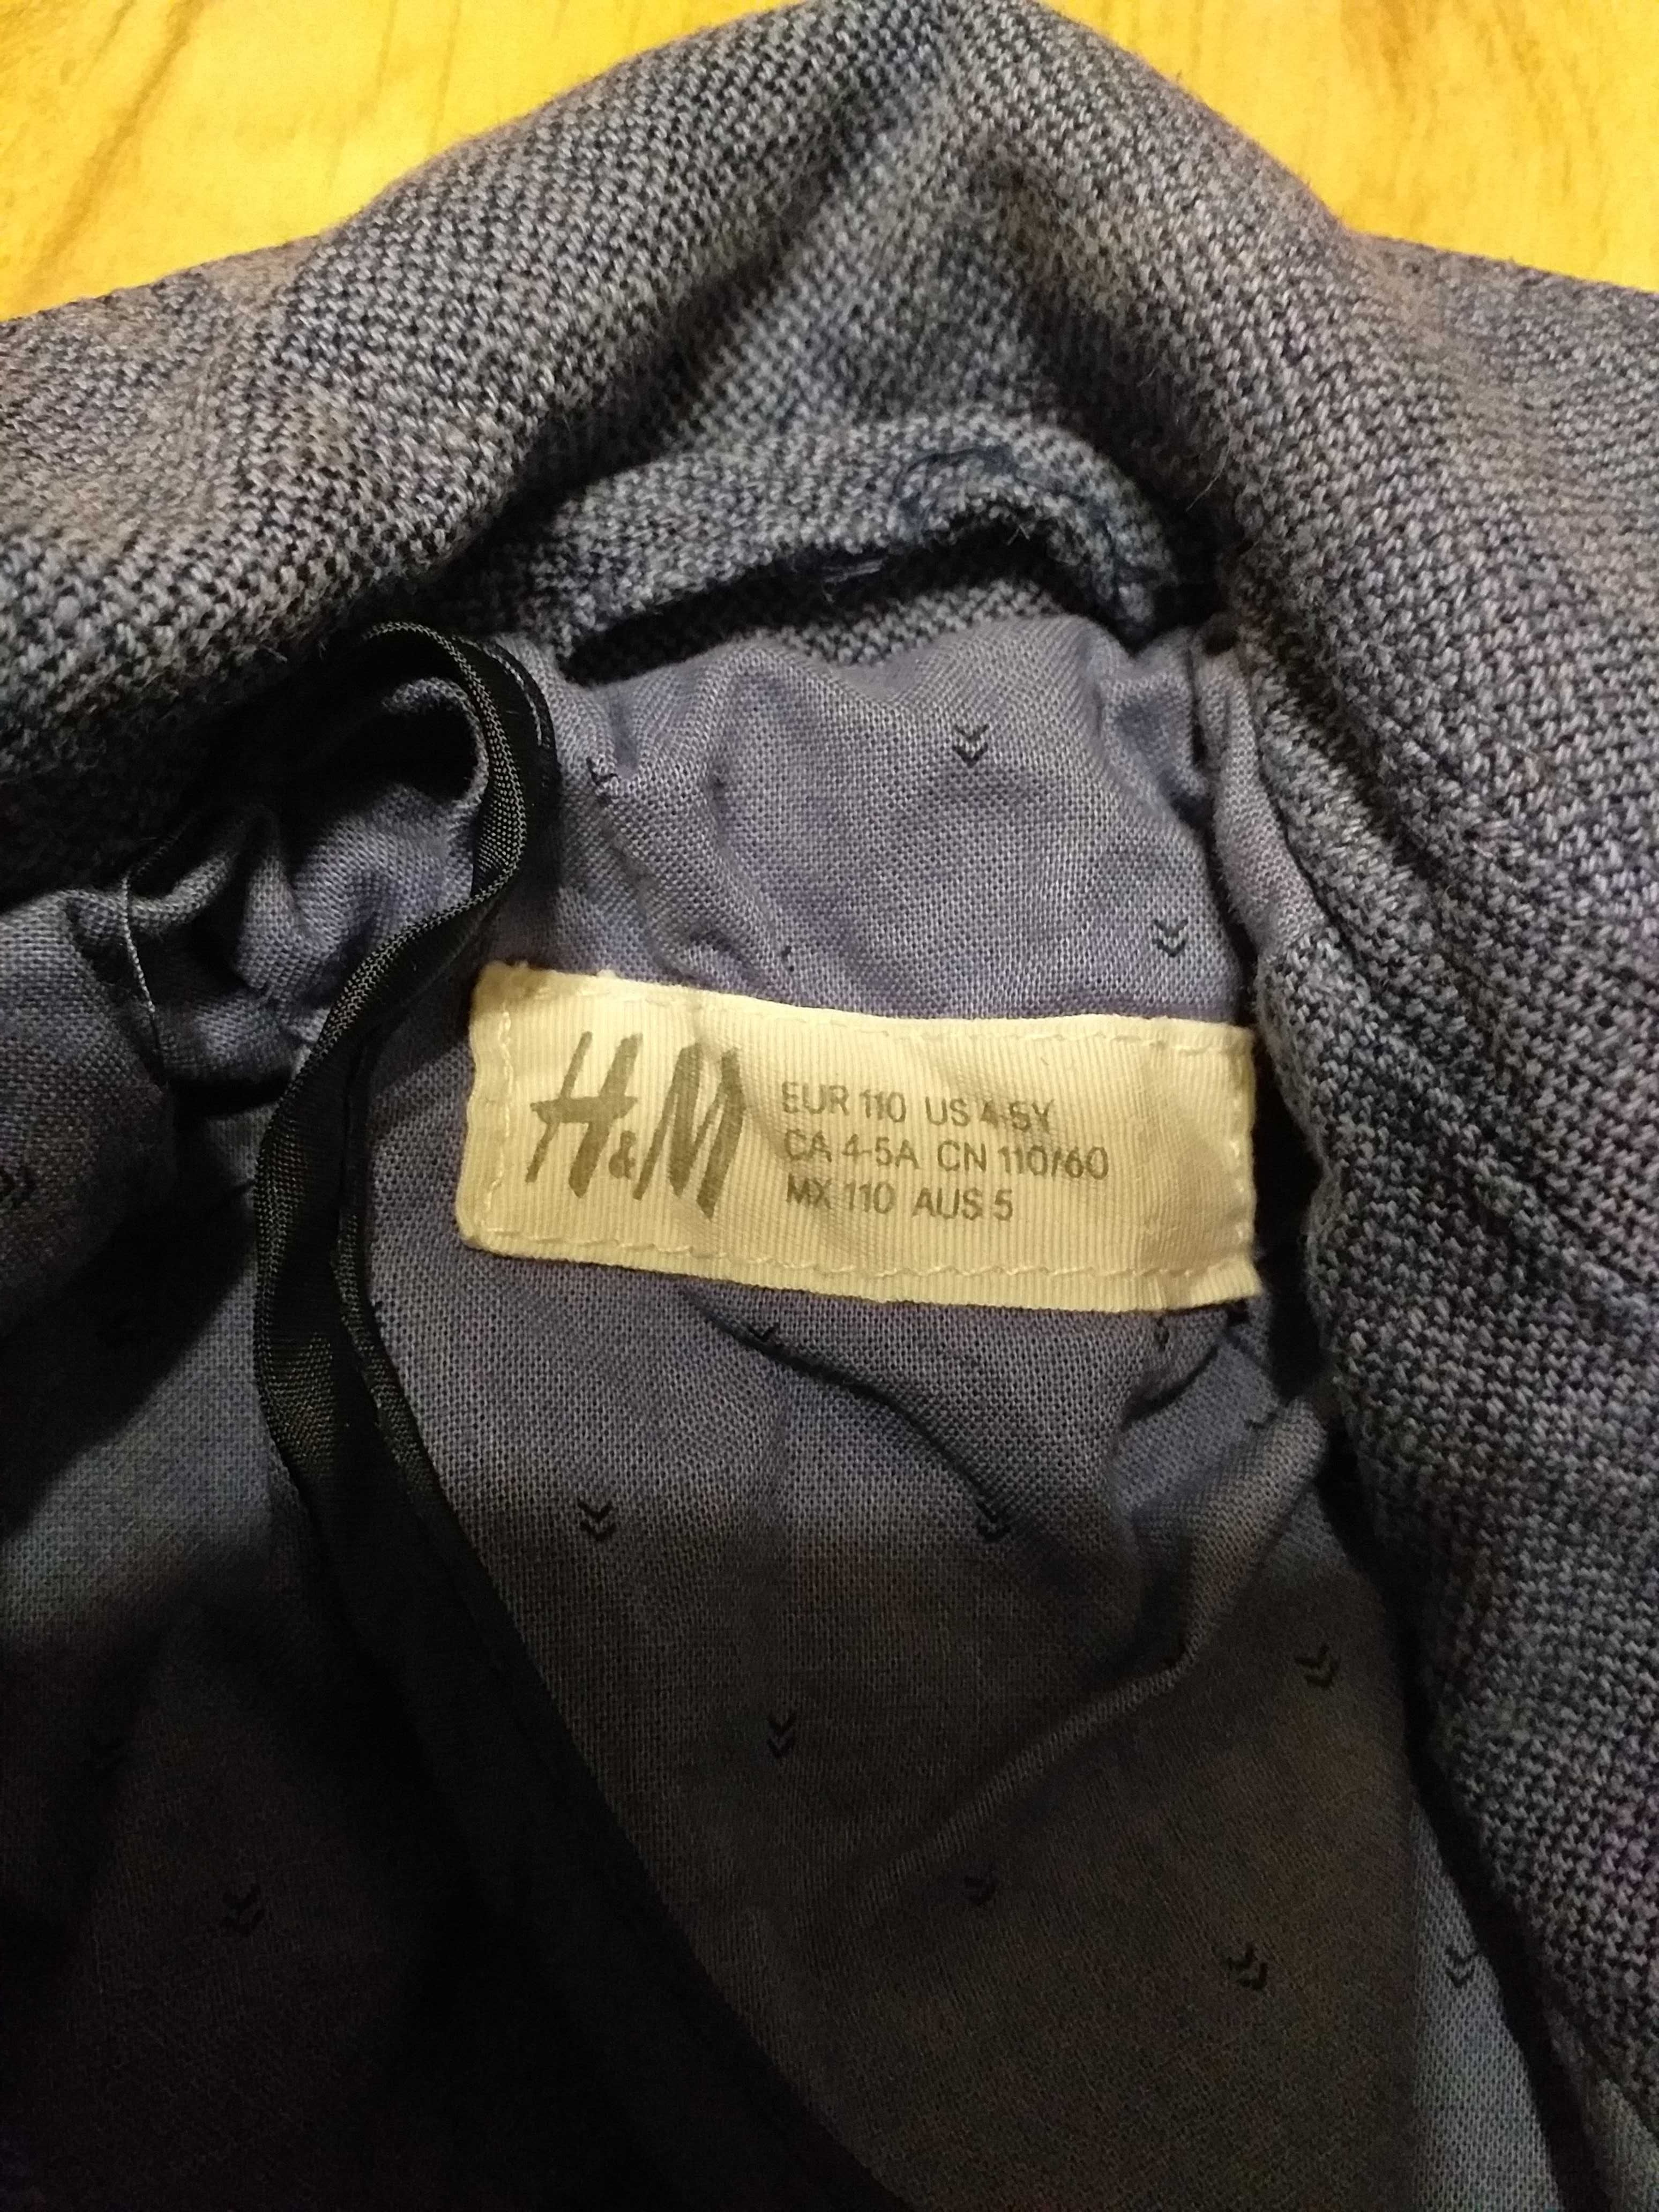 H&M
EUR 110 US 4-5Y
CA 4-5A CN 110/60
MX 110 AUS 5